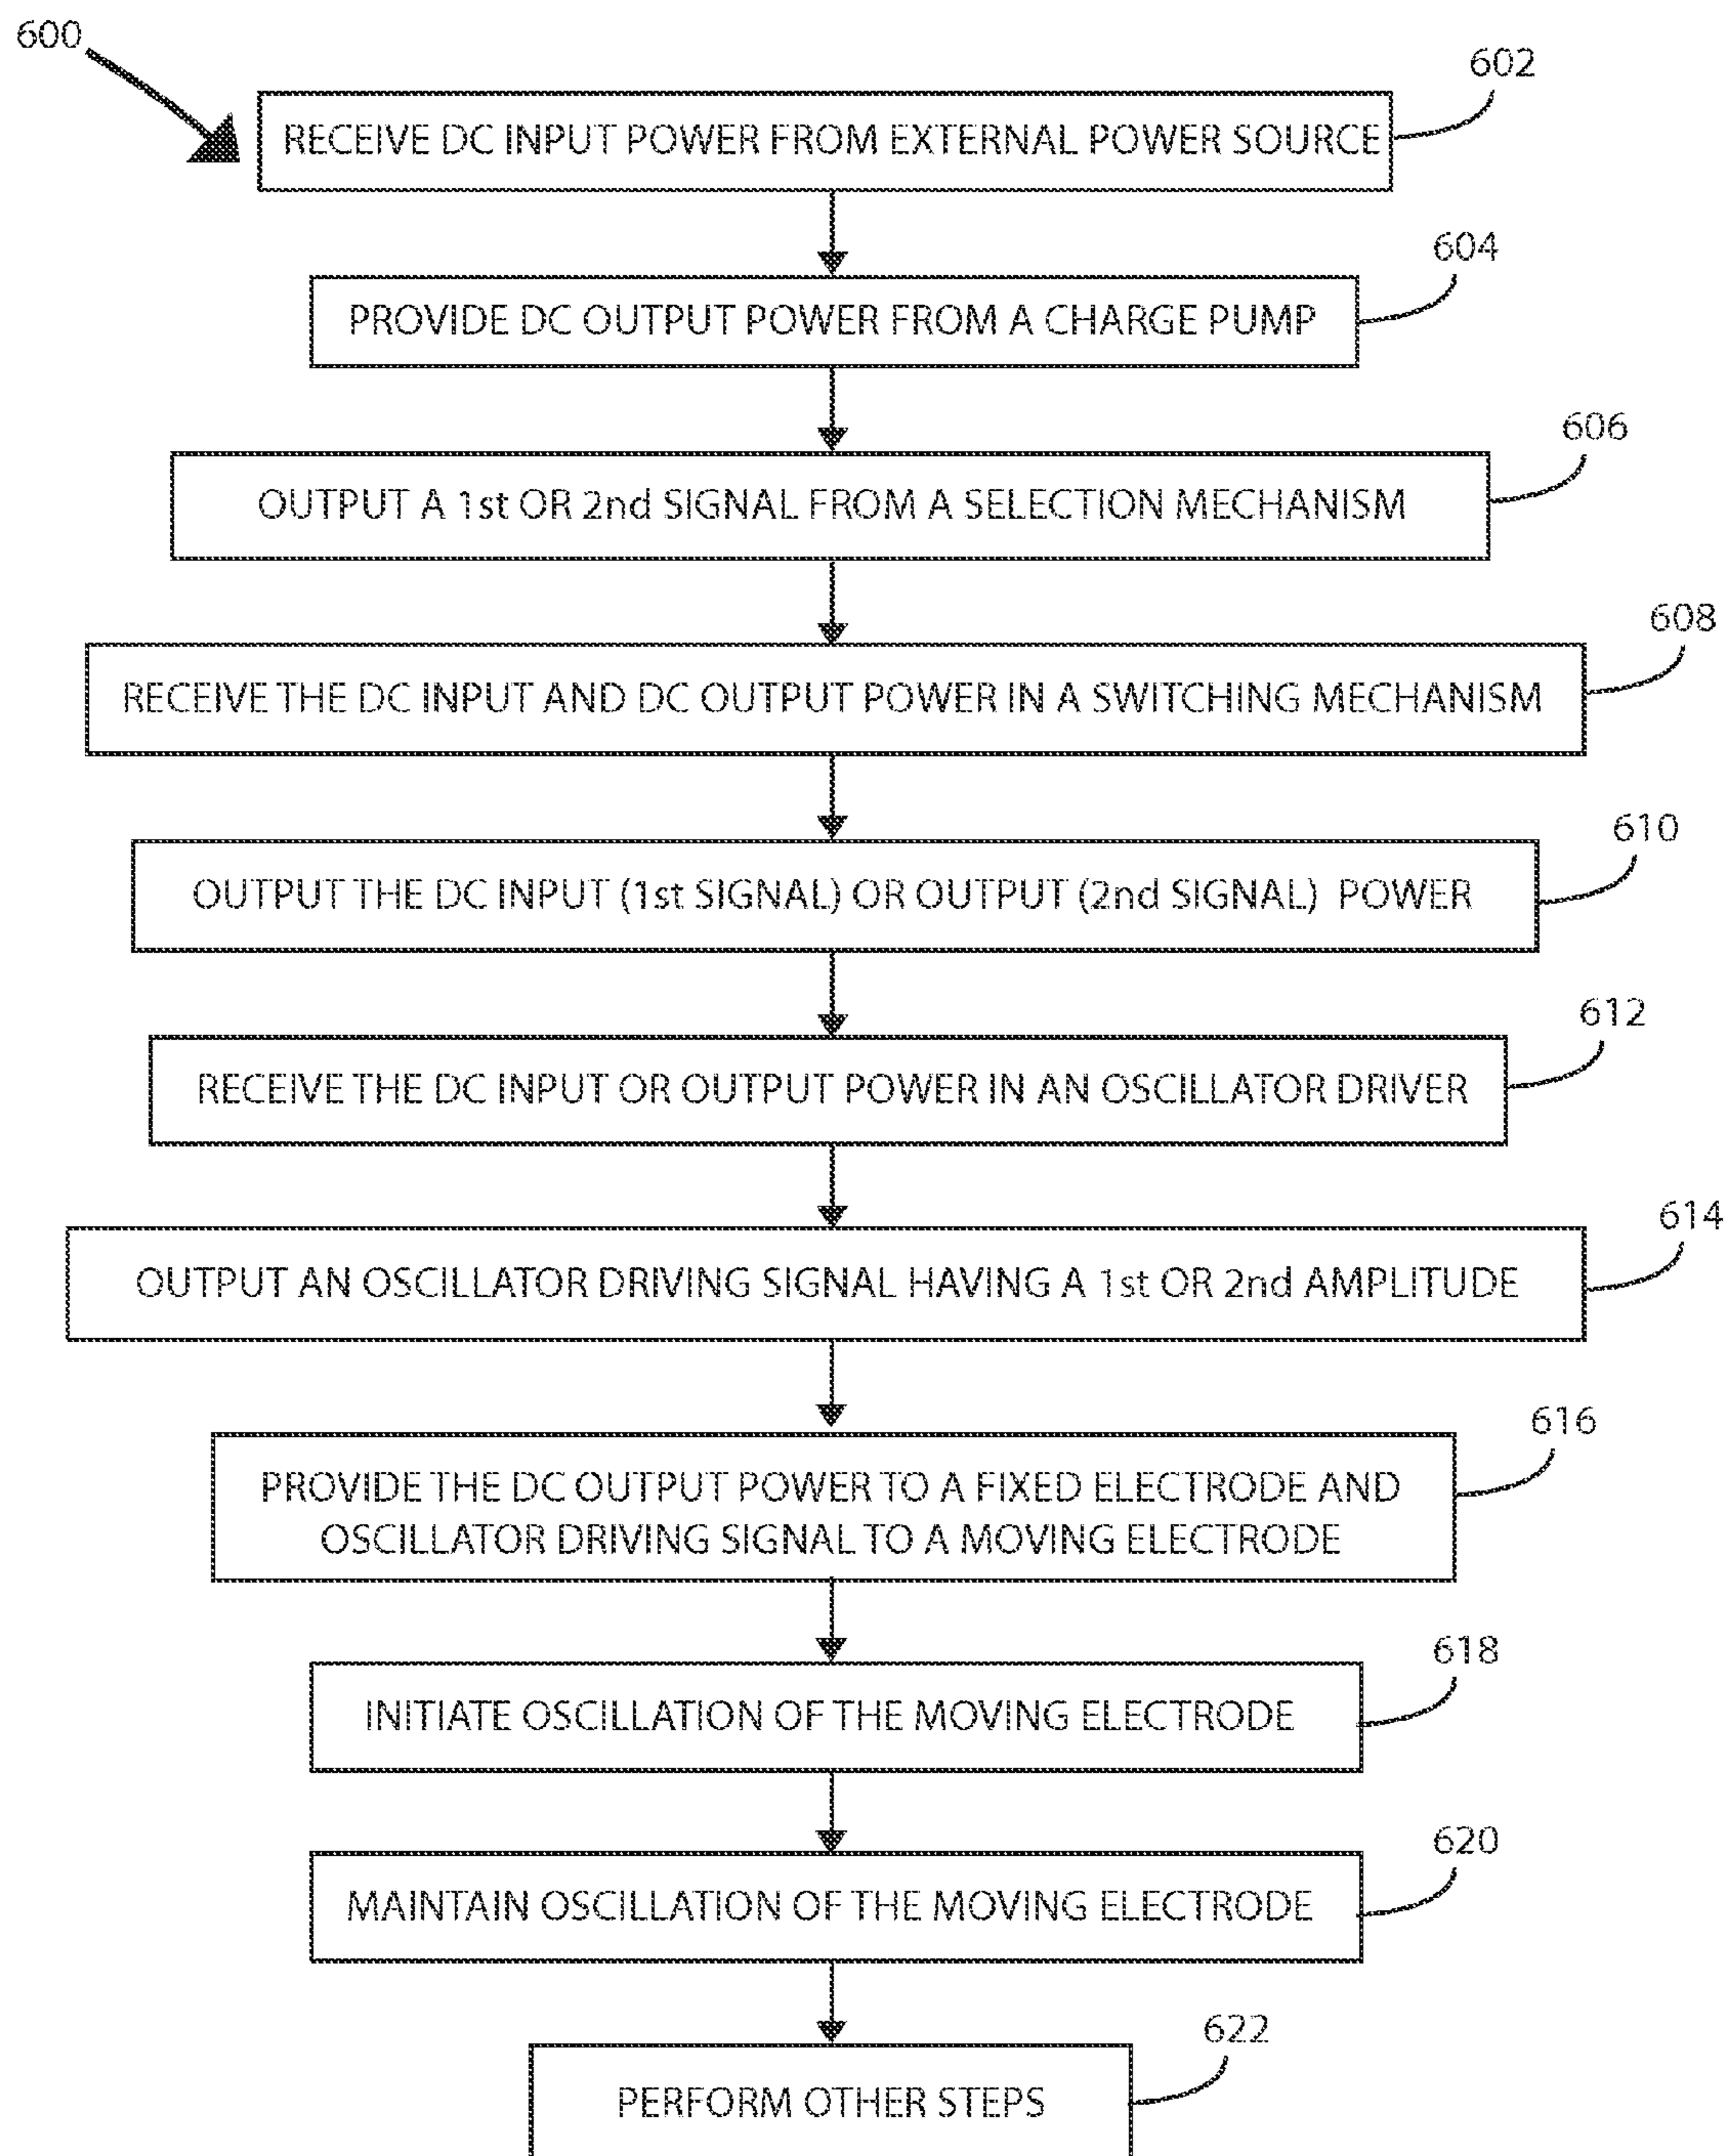 600
602
RECEIVE DC INPUT POWER FROM EXTERNAL POWER SOURCE
604
PROVIDE DC OUTPUT POWER FROM A CHARGE PUMP
606
OUTPUT A 1st OR 2nd SIGNAL FROM A SELECTION MECHANISM
608
RECEIVE THE DC INPUT AND DC OUTPUT POWER IN A SWITCHING MECHANISM
610
OUTPUT THE DC INPUT (1st SIGNAL) OR OUTPUT (2nd SIGNAL) POWER
612
RECEIVE THE DC INPUT OR OUTPUT POWER IN AN OSCILLATOR DRIVER
614
OUTPUT AN OSCILLATOR DRIVING SIGNAL HAVING A 1st OR 2nd AMPLITUDE
616
PROVIDE THE DC OUTPUT POWER TO A FIXED ELECTRODE AND
OSCILLATOR DRIVING SIGNAL TO A MOVING ELECTRODE
618
INITIATE OSCILLATION OF THE MOVING ELECTRODE
620
MAINTAIN OSCILLATION OF THE MOVING ELECTRODE
622
PERFORM OTHER STEPS